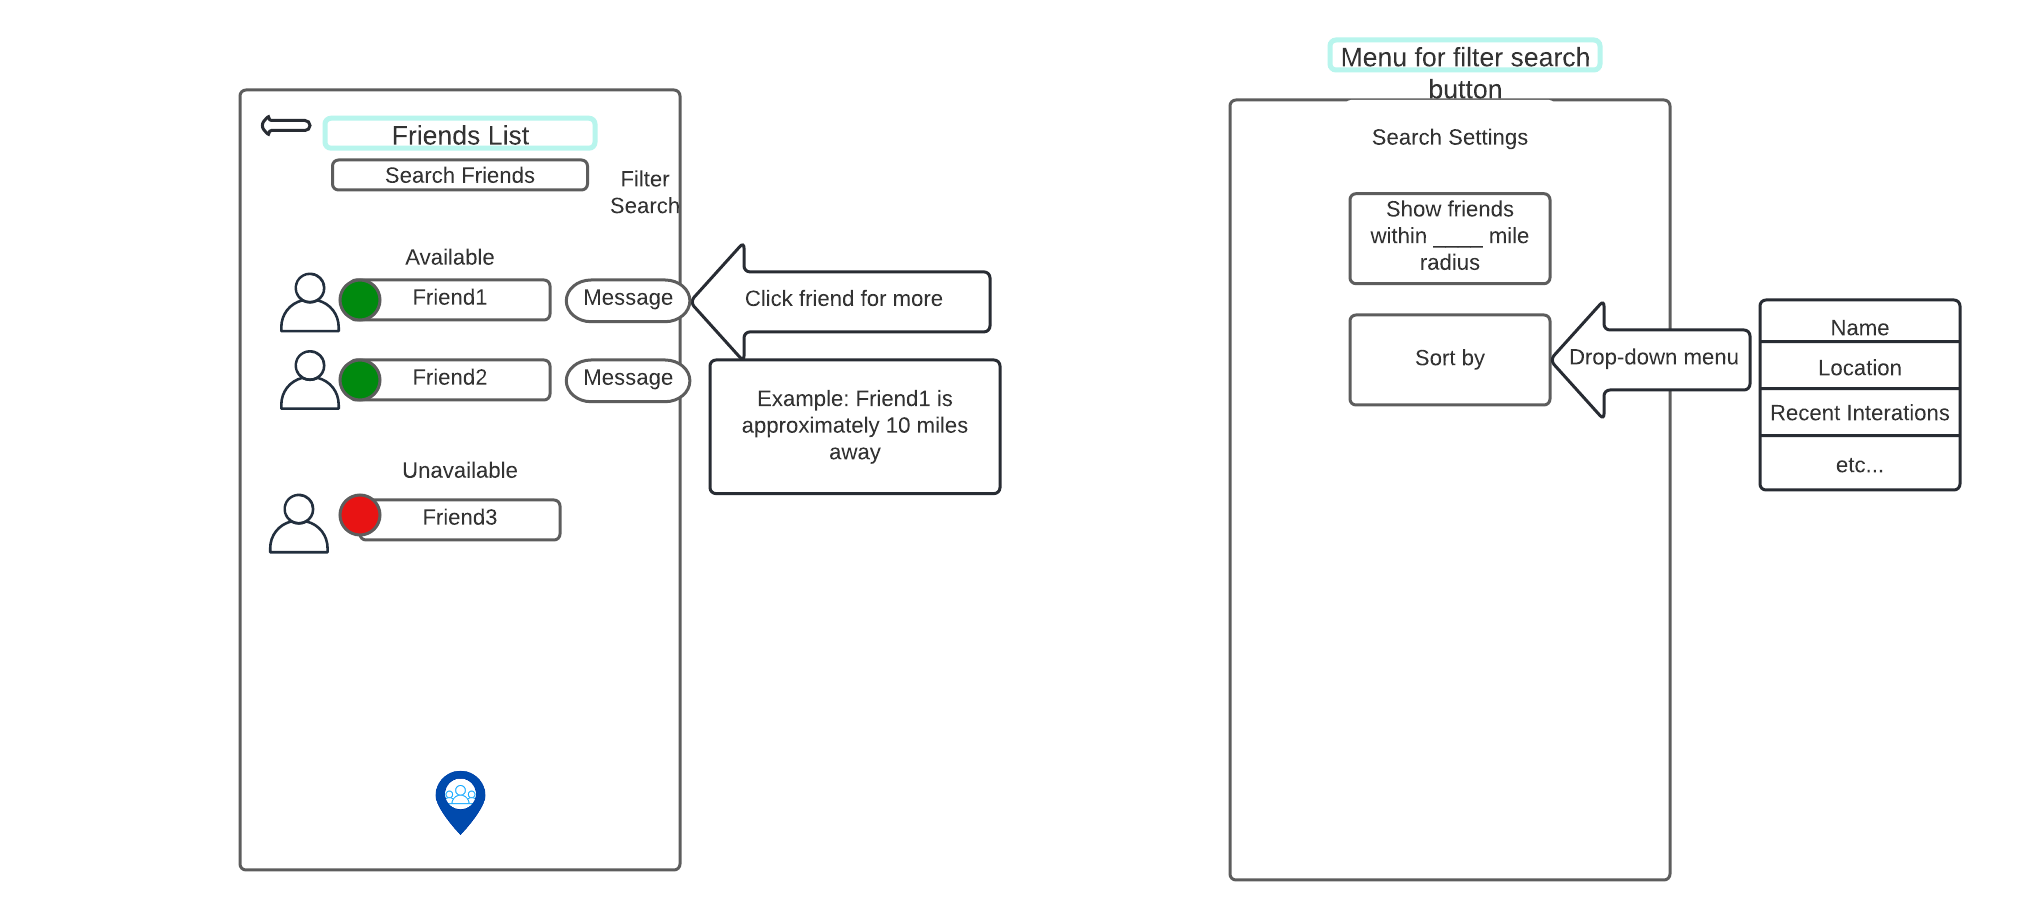 Friends List
Search Friends
Filter
Search
Available
Friend1
Message
Click friend for more
Friend2
Message
Example: Friend1 is
approximately 10 miles
away
Unavailable
Friend3
Menu for filter search
button
Search Settings
Show friends
within ____ mile
radius
Sort by
Drop-down menu
Name
Location
Recent Interations
etc...